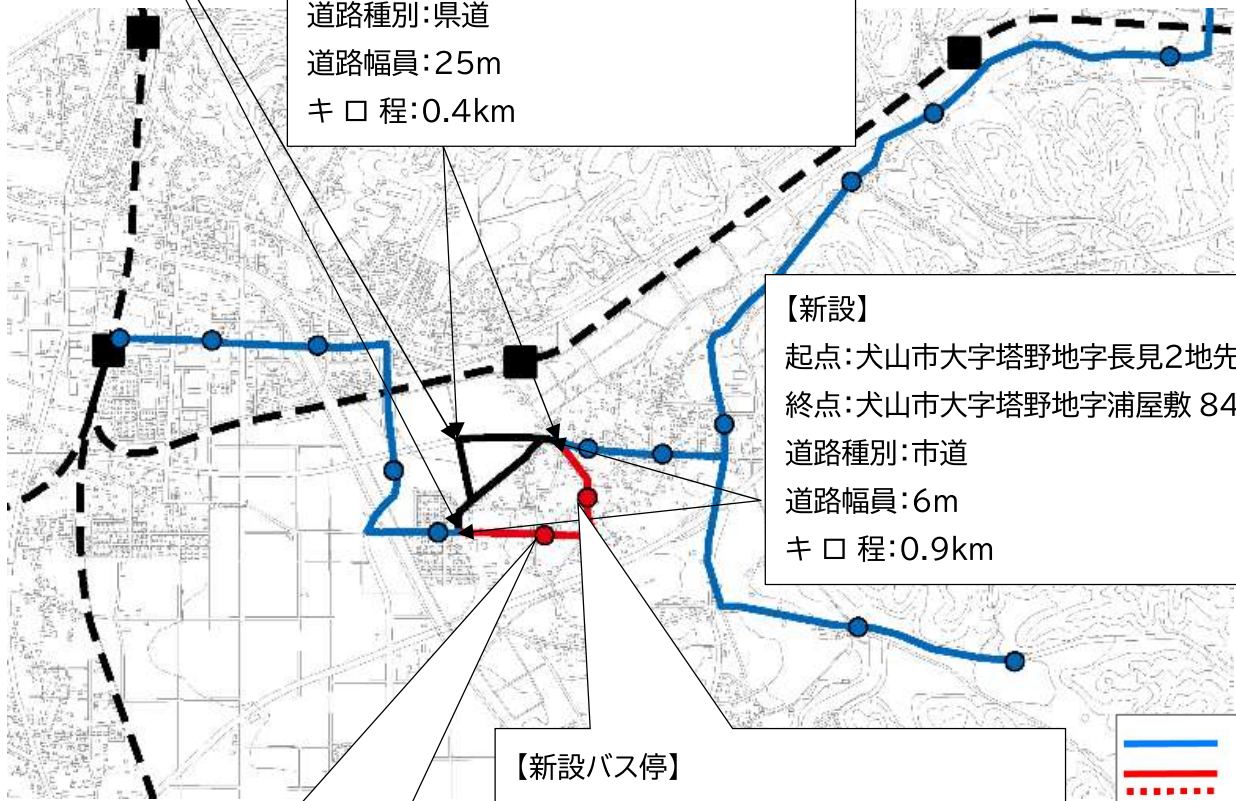 道路種別：県道
道路幅員：25m
キ ロ 程：0.4km
【新設】
起点：犬山市大字塔野地字長見2地先
終点：犬山市大字塔野地字浦屋敷 84
道路種別：市道
道路幅員：6m
キ ロ 程：0.9km
【新設バス停】